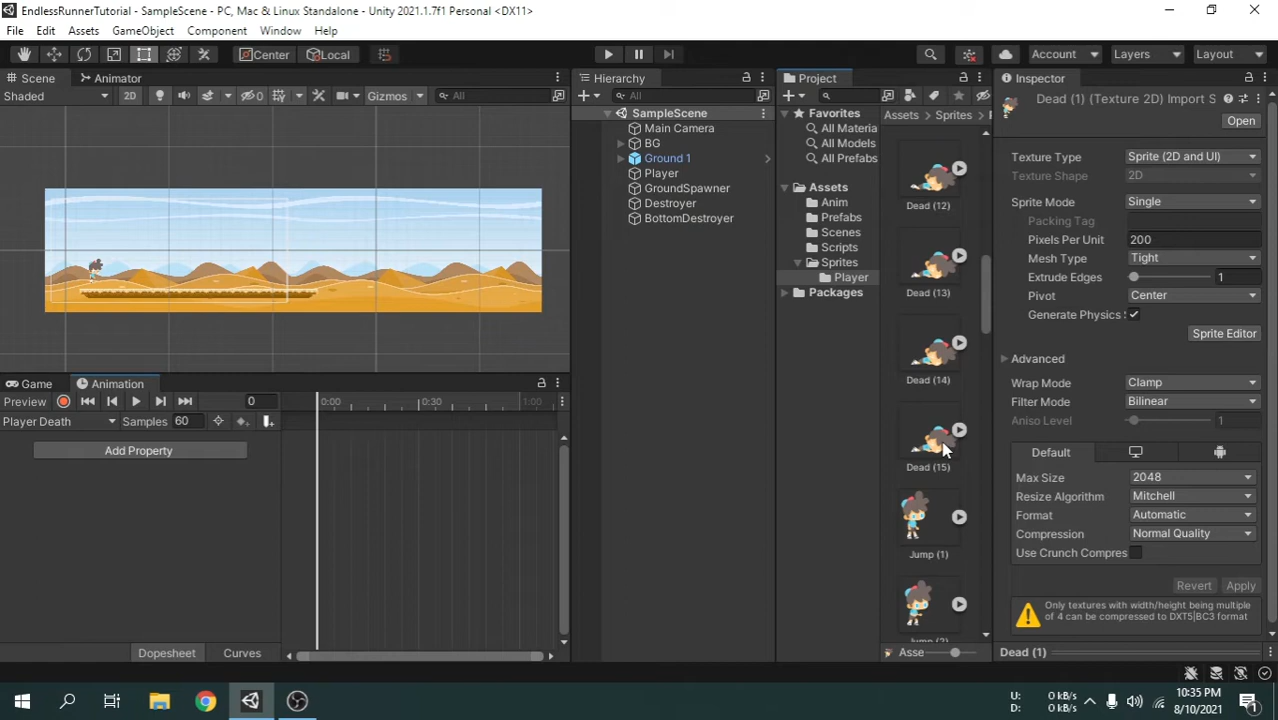 EndlessRunnerTutorial - SampleScene - PC, Mac & Linux Standalone - Unity 2021.1.7f1 Personal <DX11>
File Edit Assets GameObject Component Window Help
Center Local Account Layers Layout
Scene Animator
Shaded 2D 0 Gizmos All
Hierarchy
All
SampleScene
Main Camera
BG
Ground 1
Player
GroundSpawner
Destroyer
BottomDestroyer
Project
Favorites
All Materia
All Models
All Prefabs
Assets
Anim
Prefabs
Scenes
Scripts
Sprites
Player
Packages
Assets Sprites
Dead (12)
Dead (13)
Dead (14)
Dead (15)
Jump (1)
Jump (2)
Asse
Inspector
Dead (1) (Texture 2D) Import S
Open
Texture Type Sprite (2D and UI)
Texture Shape 2D
Sprite Mode Single
Packing Tag
Pixels Per Unit 200
Mesh Type Tight
Extrude Edges 1
Pivot Center
Generate Physics
Sprite Editor
Advanced
Wrap Mode Clamp
Filter Mode Bilinear
Aniso Level 1
Default
Max Size 2048
Resize Algorithm Mitchell
Format Automatic
Compression Normal Quality
Use Crunch Compres
Revert Apply
Only textures with width/height being multiple
of 4 can be compressed to DXT5|BC3 format
Dead (1)
Game Animation
Preview 0 0:00 0:30 1:00
Player Death Samples 60
Add Property
Dopesheet Curves
U: 0 kB/s
D: 0 kB/s
10:35 PM
8/10/2021
1